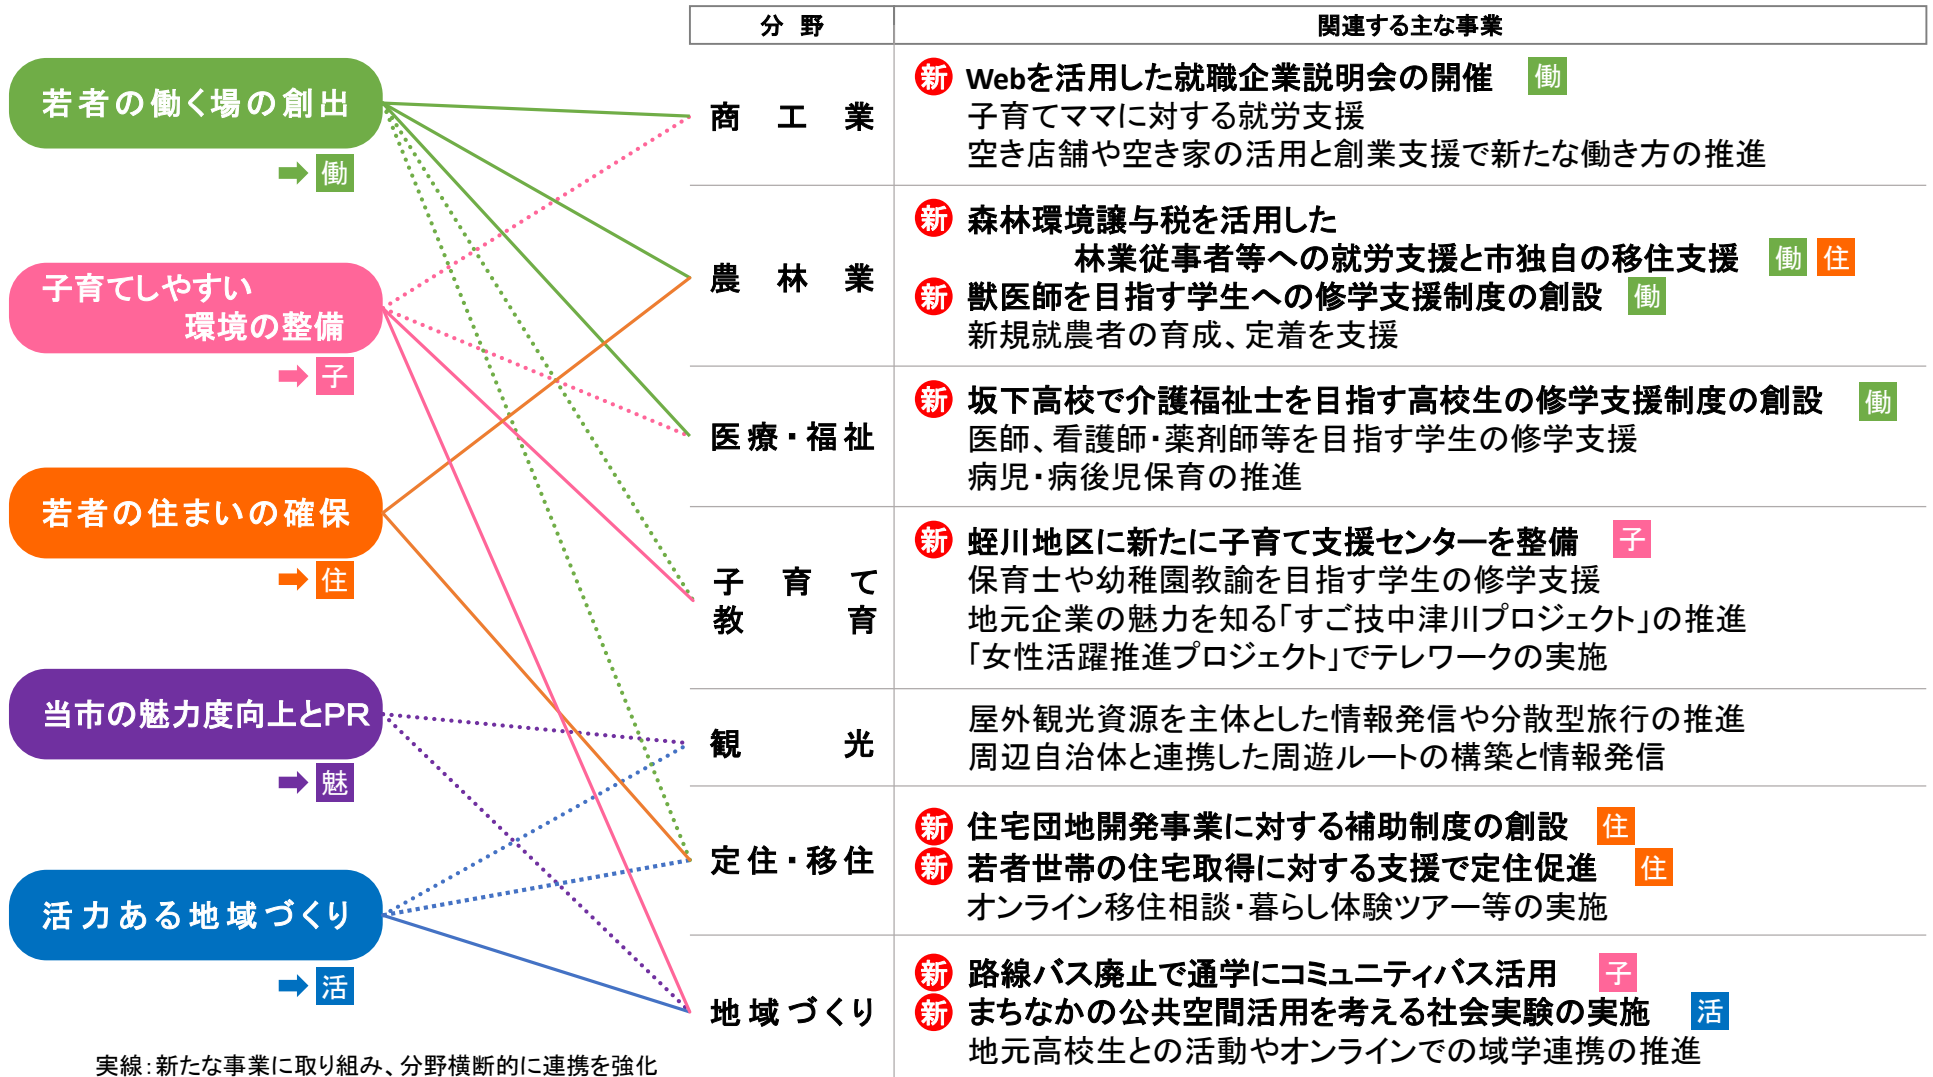 分 野
関連する主な事業
若者の働く場の創出
➡ 働
子育てしやすい
環境の整備
➡ 子
若者の住まいの確保
➡ 住
当市の魅力度向上とPR
➡ 魅
活力ある地域づくり
➡ 活
実線：新たな事業に取り組み、分野横断的に連携を強化
商 工 業
新 Webを活用した就職企業説明会の開催 働
子育てママに対する就労支援
空き店舗や空き家の活用と創業支援で新たな働き方の推進
農 林 業
新 森林環境譲与税を活用した
林業従事者等への就労支援と市独自の移住支援 働 住
新 獣医師を目指す学生への修学支援制度の創設 働
新規就農者の育成、定着を支援
医療・福祉
新 坂下高校で介護福祉士を目指す高校生の修学支援制度の創設 働
医師、看護師・薬剤師等を目指す学生の修学支援
病児・病後児保育の推進
子 育 て
教 育
新 蛭川地区に新たに子育て支援センターを整備 子
保育士や幼稚園教諭を目指す学生の修学支援
地元企業の魅力を知る「すご技中津川プロジェクト」の推進
「女性活躍推進プロジェクト」でテレワークの実施
観 光
屋外観光資源を主体とした情報発信や分散型旅行の推進
周辺自治体と連携した周遊ルートの構築と情報発信
定住・移住
新 住宅団地開発事業に対する補助制度の創設 住
新 若者世帯の住宅取得に対する支援で定住促進 住
オンライン移住相談・暮らし体験ツアー等の実施
地域づくり
新 路線バス廃止で通学にコミュニティバス活用 子
新 まちなかの公共空間活用を考える社会実験の実施 活
地元高校生との活動やオンラインでの域学連携の推進